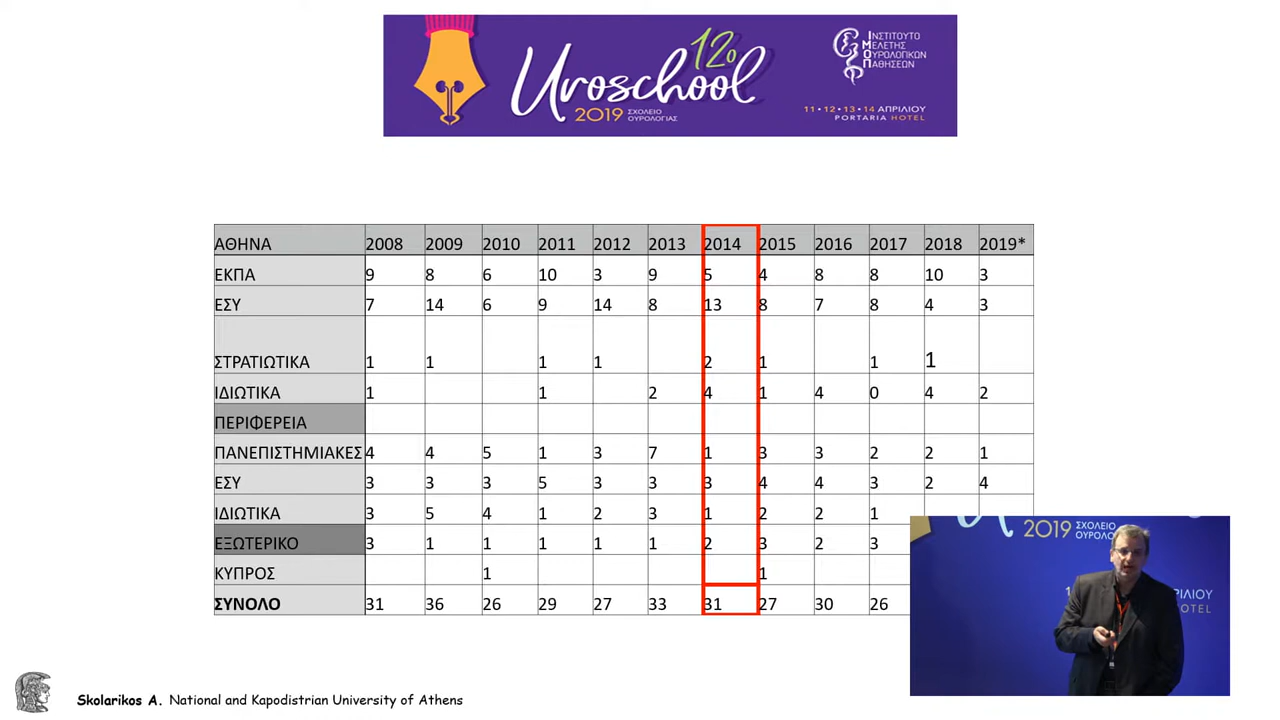 12ο
Uroschool
2019 ΣΧΟΛΕΙΟ ΟΥΡΟΛΟΓΙΑΣ
ΙΝΣΤΙΤΟΥΤΟ
ΜΕΛΕΤΗΣ
ΟΥΡΟΛΟΓΙΚΩΝ
ΠΑΘΗΣΕΩΝ
11•12•13•14 ΑΠΡΙΛΙΟΥ
PORTARIA HOTEL
ΑΘΗΝΑ 2008 2009 2010 2011 2012 2013 2014 2015 2016 2017 2018 2019*
ΕΚΠΑ 9 8 6 10 3 9 5 4 8 8 10 3
ΕΣΥ 7 14 6 9 14 8 13 8 7 8 4 3
ΣΤΡΑΤΙΩΤΙΚΑ 1 1 1 1 2 1 1 1
ΙΔΙΩΤΙΚΑ 1 1 2 4 1 4 0 4 2
ΠΕΡΙΦΕΡΕΙΑ
ΠΑΝΕΠΙΣΤΗΜΙΑΚΕΣ 4 4 5 1 3 7 1 3 3 2 2 1
ΕΣΥ 3 3 3 5 3 3 3 4 4 3 2 4
ΙΔΙΩΤΙΚΑ 3 5 4 1 2 3 1 2 2 1
ΕΞΩΤΕΡΙΚΟ 3 1 1 1 1 1 2 3 2 3
ΚΥΠΡΟΣ 1 1
ΣΥΝΟΛΟ 31 36 26 29 27 33 31 27 30 26
2019 ΣΧΟΛΕΙΟ
ΟΥΡΟΛΟ
ΡΙΛΙΟΥ
HOTEL
Skolarikos A. National and Kapodistrian University of Athens